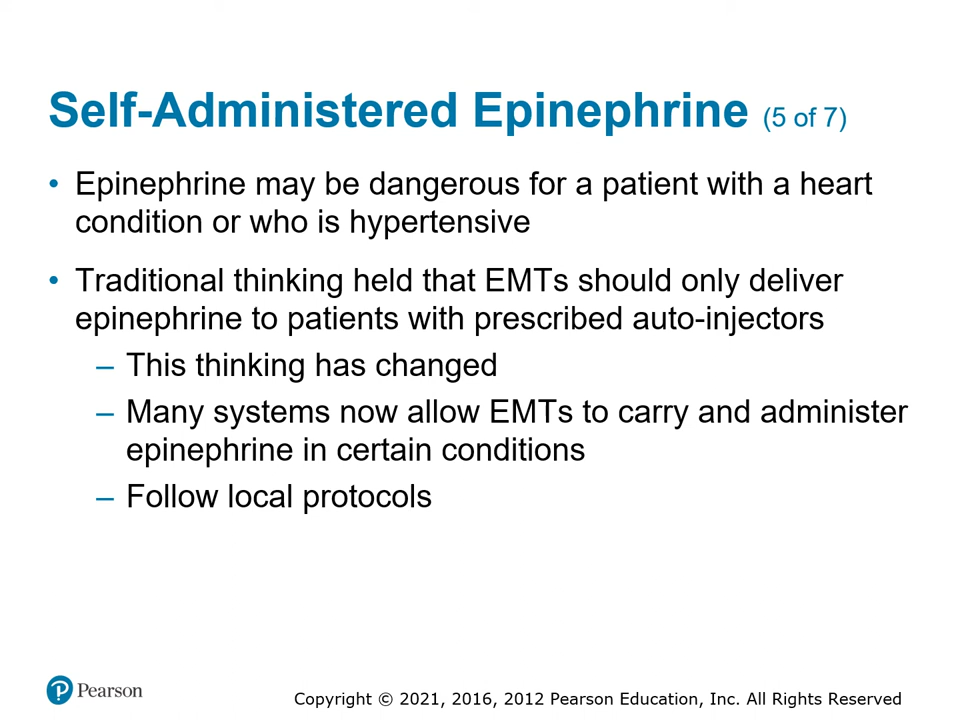 Self-Administered Epinephrine (5 of 7)
• Epinephrine may be dangerous for a patient with a heart
condition or who is hypertensive
• Traditional thinking held that EMTs should only deliver
epinephrine to patients with prescribed auto-injectors
– This thinking has changed
– Many systems now allow EMTs to carry and administer
epinephrine in certain conditions
– Follow local protocols
Pearson
Copyright © 2021, 2016, 2012 Pearson Education, Inc. All Rights Reserved